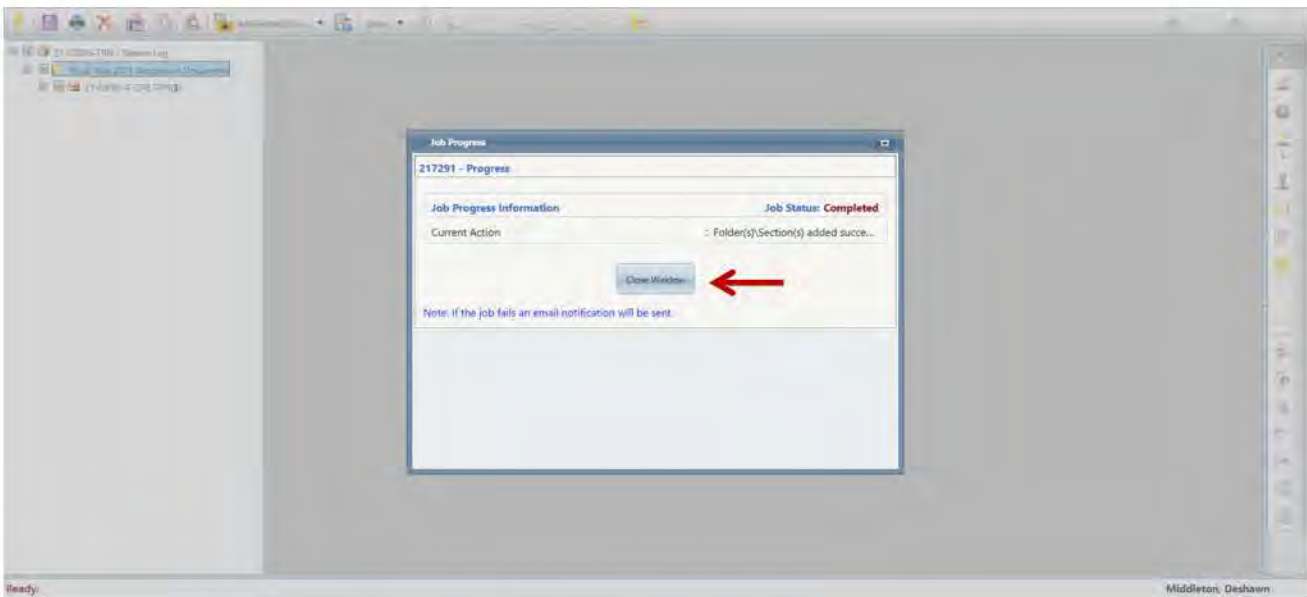 Job Progress
217291 - Progress
Job Progress Information Job Status: Completed
Current Action : Folder(s)\Section(s) added succe...
Close Window
Note: If the job fails an email notification will be sent.
Ready. Middleton, Deshawn